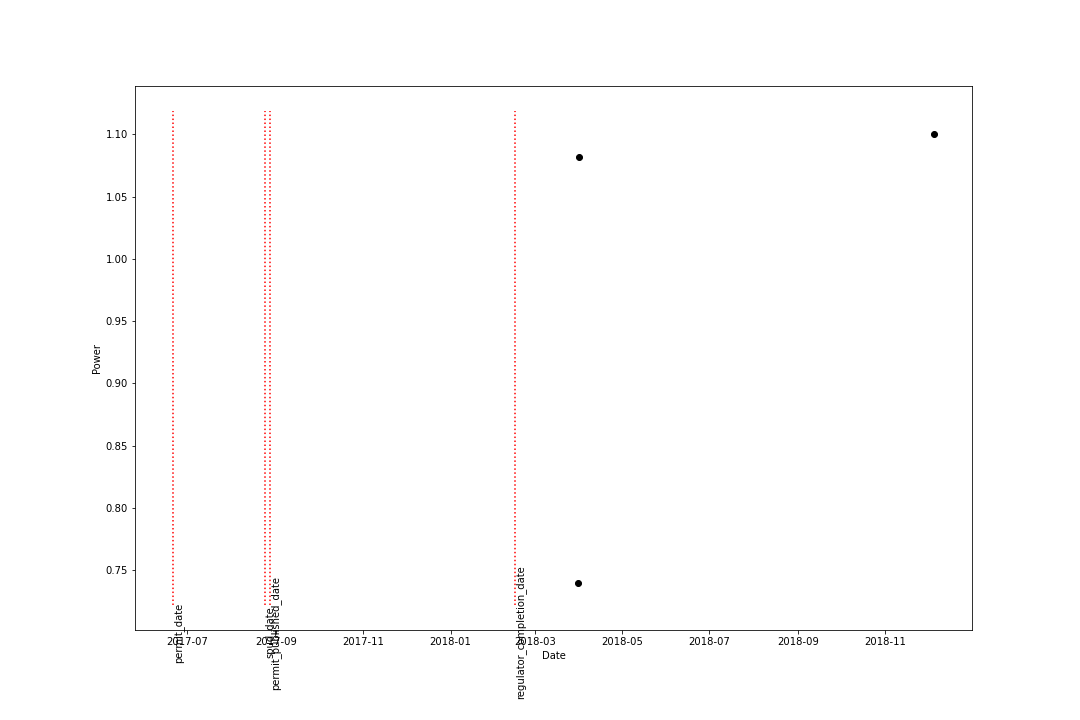 1.10
1.05
1.00
0.95
0.90
0.85
0.80
0.75
Power
2017-07
2017-09
2017-11
2018-01
2018-03
2018-05
2018-07
2018-09
2018-11
Date
permit_date
spud_date
permit_published_date
regulator_completion_date